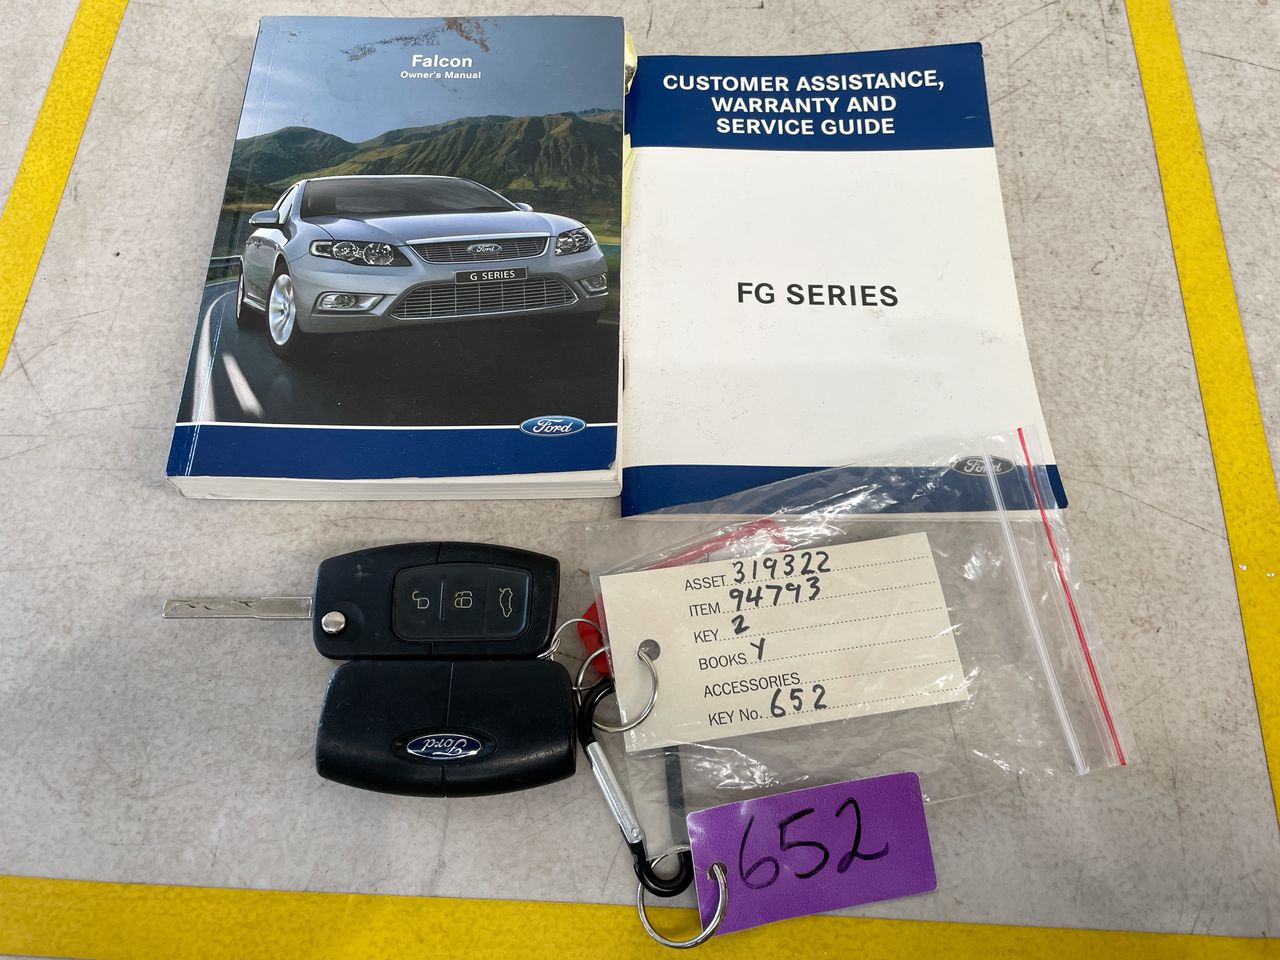 Falcon
Owner's Manual
Ford
G SERIES
Ford
CUSTOMER ASSISTANCE,
WARRANTY AND
SERVICE GUIDE
FG SERIES
Ford
ASSET 319322
ITEM 94793
KEY 2
BOOKS Y
ACCESSORIES
KEY No. 652
Ford
652